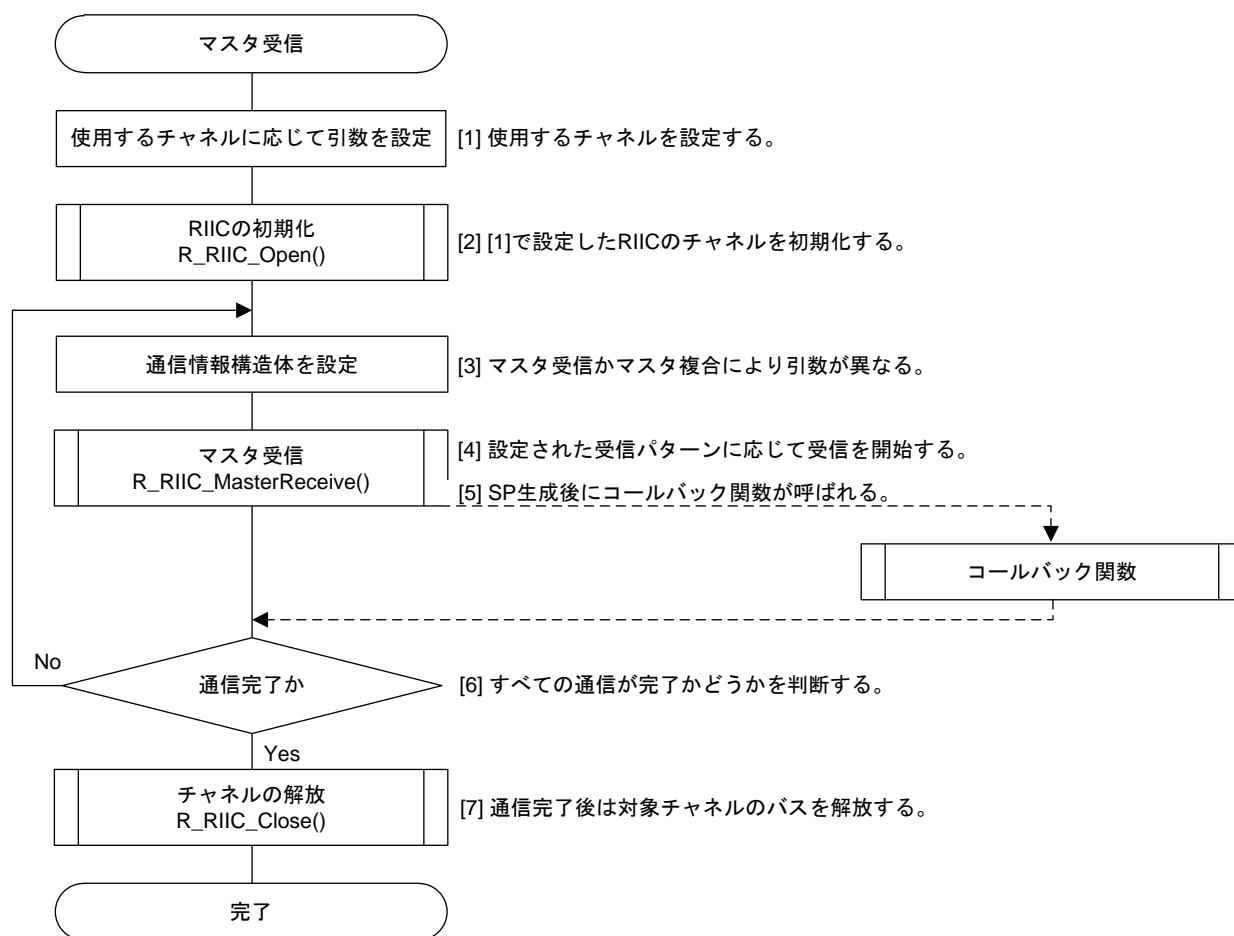 マスタ受信
使用するチャネルに応じて引数を設定
[1] 使用するチャネルを設定する。
RIICの初期化
R_RIIC_Open()
[2] [1]で設定したRIICのチャネルを初期化する。
通信情報構造体を設定
[3] マスタ受信かマスタ複合により引数が異なる。
マスタ受信
R_RIIC_MasterReceive()
[4] 設定された受信パターンに応じて受信を開始する。
[5] SP生成後にコールバック関数が呼ばれる。
コールバック関数
No
通信完了か
[6] すべての通信が完了かどうかを判断する。
Yes
チャネルの解放
R_RIIC_Close()
[7] 通信完了後は対象チャネルのバスを解放する。
完了